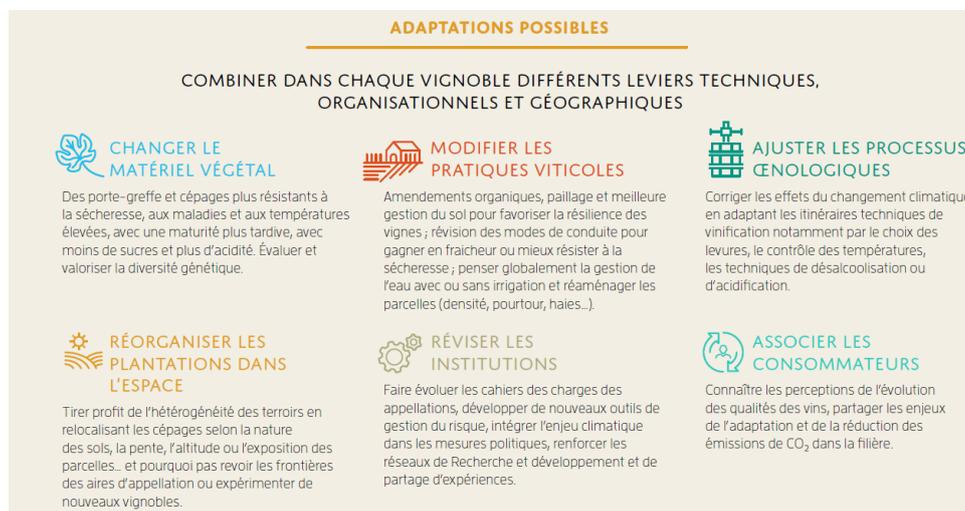 ADAPTATIONS POSSIBLES
COMBINER DANS CHAQUE VIGNOBLE DIFFÉRENTS LEVIERS TECHNIQUES,
ORGANISATIONNELS ET GÉOGRAPHIQUES
CHANGER LE
MATÉRIEL VÉGÉTAL
Des porte-greffe et cépages plus résistants à
la sécheresse, aux maladies et aux températures
élevées, avec une maturité plus tardive, avec
moins de sucres et plus d'acidité. Évaluer et
valoriser la diversité génétique.
MODIFIER LES
PRATIQUES VITICOLES
Amendements organiques, paillage et meilleure
gestion du sol pour favoriser la résilience des
vignes ; révision des modes de conduite pour
gagner en fraicheur ou mieux résister à la
sécheresse ; penser globalement la gestion de
l'eau avec ou sans irrigation et réaménager les
parcelles (densité, pourtour, haies…).
AJUSTER LES PROCESSUS
ŒNOLOGIQUES
Corriger les effets du changement climatique
en adaptant les itinéraires techniques de
vinification notamment par le choix des
levures, le contrôle des températures,
les techniques de désalcoolisation ou
d'acidification.
RÉORGANISER LES
PLANTATIONS DANS
L'ESPACE
Tirer profit de l'hétérogénéité des terroirs en
relocalisant les cépages selon la nature
des sols, la pente, l'altitude ou l'exposition des
parcelles… et pourquoi pas revoir les frontières
des aires d'appellation ou expérimenter de
nouveaux vignobles.
RÉVISER LES
INSTITUTIONS
Faire évoluer les cahiers des charges des
appellations, développer de nouveaux outils de
gestion du risque, intégrer l'enjeu climatique
dans les mesures politiques, renforcer les
réseaux de Recherche et développement et de
partage d'expériences.
ASSOCIER LES
CONSOMMATEURS
Connaître les perceptions de l'évolution
des qualités des vins, partager les enjeux
de l'adaptation et de la réduction des
émissions de CO₂ dans la filière.